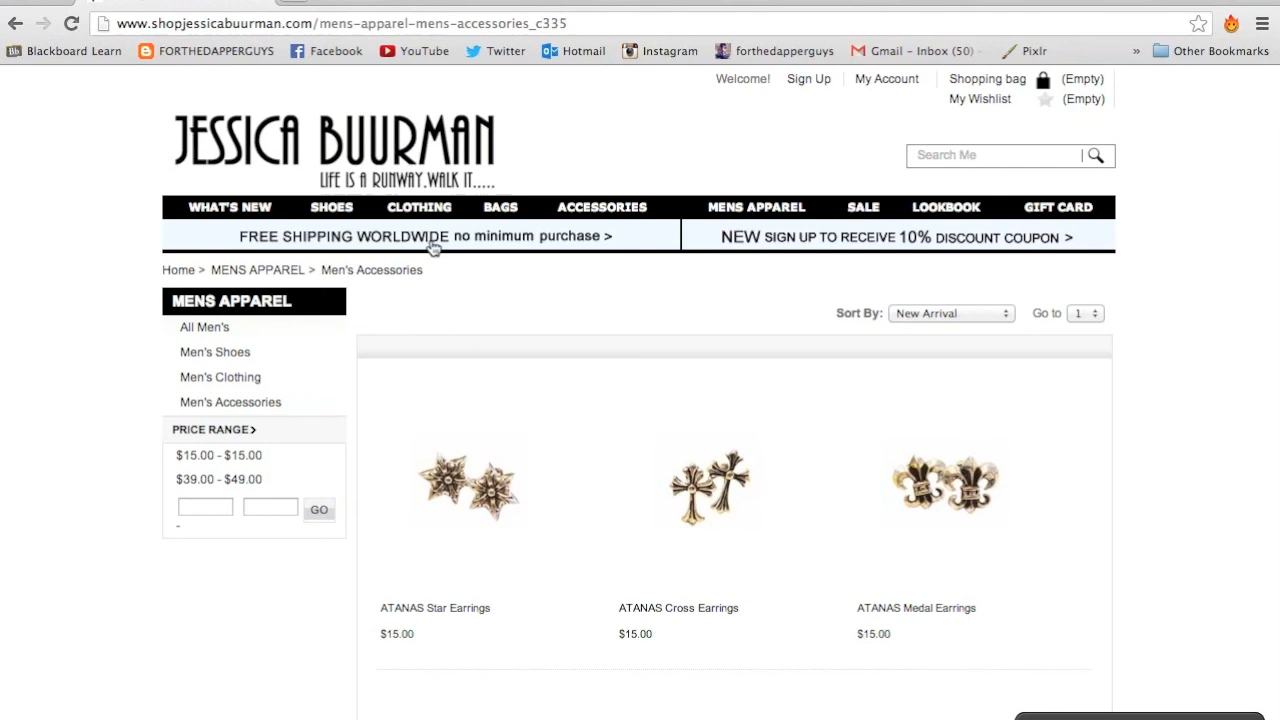 www.shopjessicabuurman.com/mens-apparel-mens-accessories_c335
Blackboard Learn FORTHEDAPPERGUYS Facebook YouTube Twitter Hotmail Instagram forthedapperguys Gmail - Inbox (50) Pixlr » Other Bookmarks
Welcome! Sign Up My Account Shopping bag (Empty)
My Wishlist (Empty)
JESSICA BUURMAN
LIFE IS A RUNWAY.WALK IT.....
Search Me
WHAT'S NEW SHOES CLOTHING BAGS ACCESSORIES MENS APPAREL SALE LOOKBOOK GIFT CARD
FREE SHIPPING WORLDWIDE no minimum purchase > NEW SIGN UP TO RECEIVE 10% DISCOUNT COUPON >
Home > MENS APPAREL > Men's Accessories
MENS APPAREL
All Men's
Men's Shoes
Men's Clothing
Men's Accessories
PRICE RANGE>
$15.00 - $15.00
$39.00 - $49.00
GO
-
Sort By: New Arrival Go to 1
ATANAS Star Earrings ATANAS Cross Earrings ATANAS Medal Earrings
$15.00 $15.00 $15.00